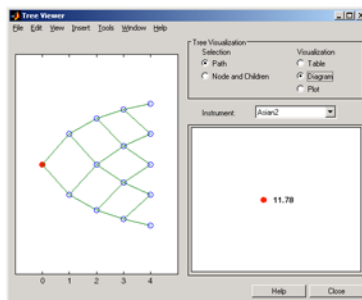 Tree Viewer
File Edit View Insert Tools Window Help
Tree Visualization
Selection
Visualization
Path
Table
Node and Children
Diagram
Plot
Instrument:
Asian2
11.78
0 1 2 3 4
Help
Close